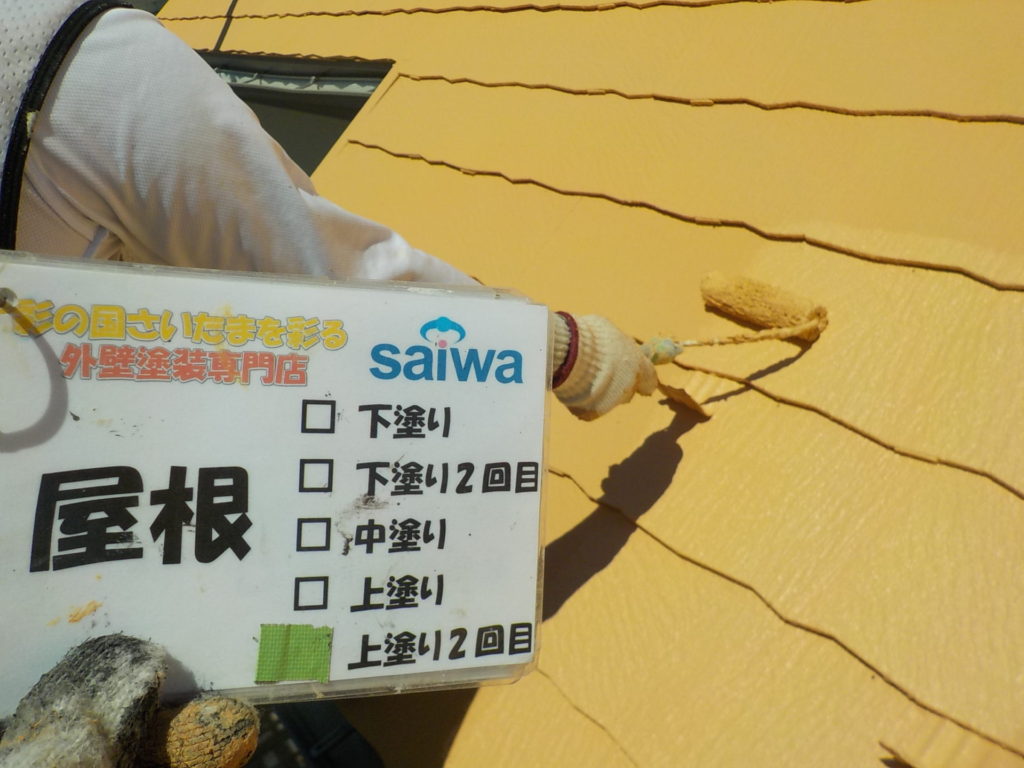 彩の国さいたまを彩る
外壁塗装専門店
saiwa
屋根
下塗り
下塗り2回目
中塗り
上塗り
上塗り2回目